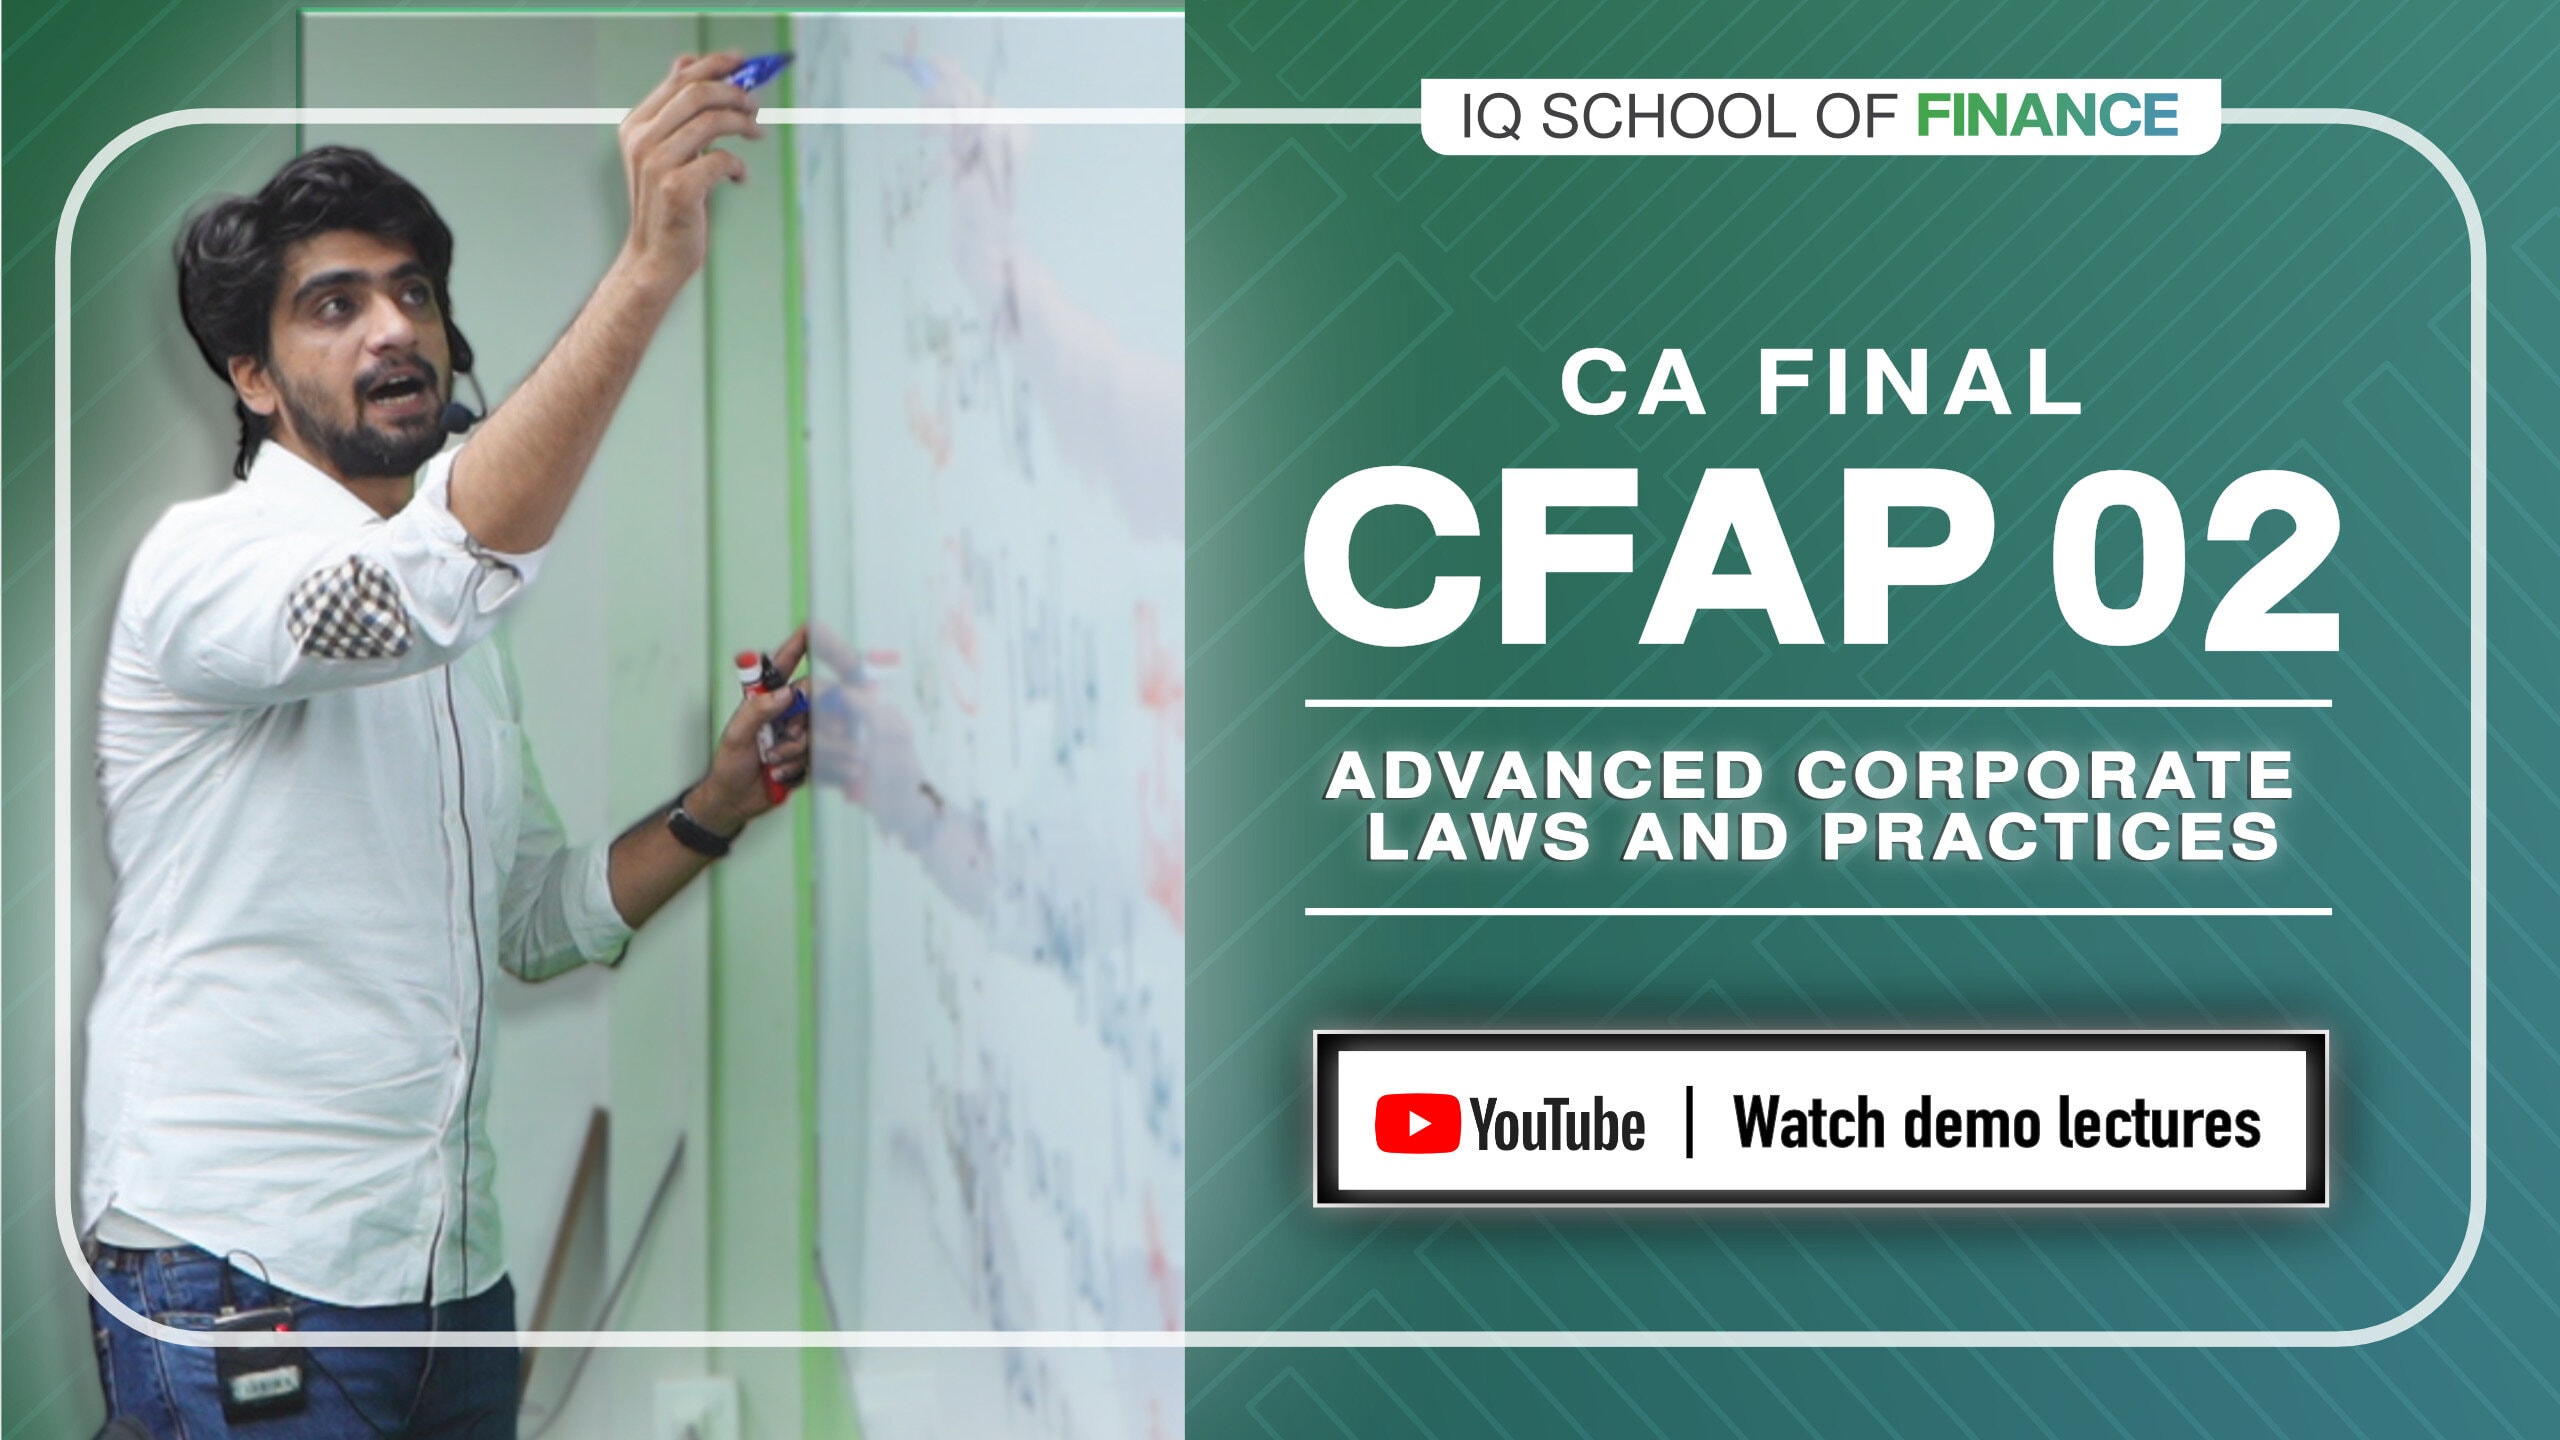 IQ SCHOOL OF FINANCE
CA FINAL
CFAP 02
ADVANCED CORPORATE
LAWS AND PRACTICES
YouTube | Watch demo lectures